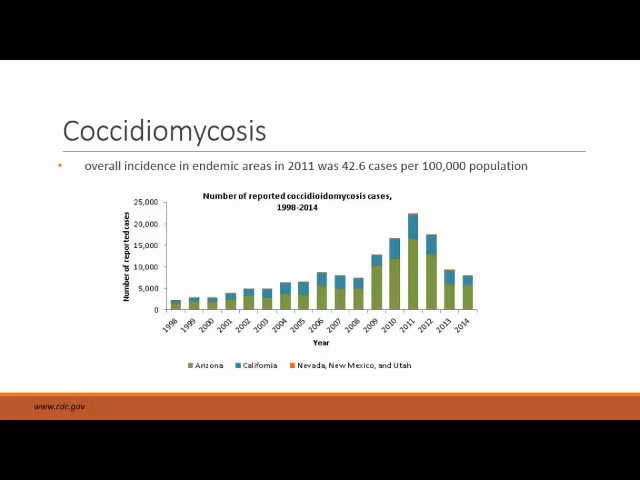 Coccidiomycosis
• overall incidence in endemic areas in 2011 was 42.6 cases per 100,000 population
Number of reported coccidioidomycosis cases,
1998-2014
Number of reported cases
25,000
20,000
15,000
10,000
5,000
0
1998 1999 2000 2001 2002 2003 2004 2005 2006 2007 2008 2009 2010 2011 2012 2013 2014
Year
Arizona California Nevada, New Mexico, and Utah
www.cdc.gov